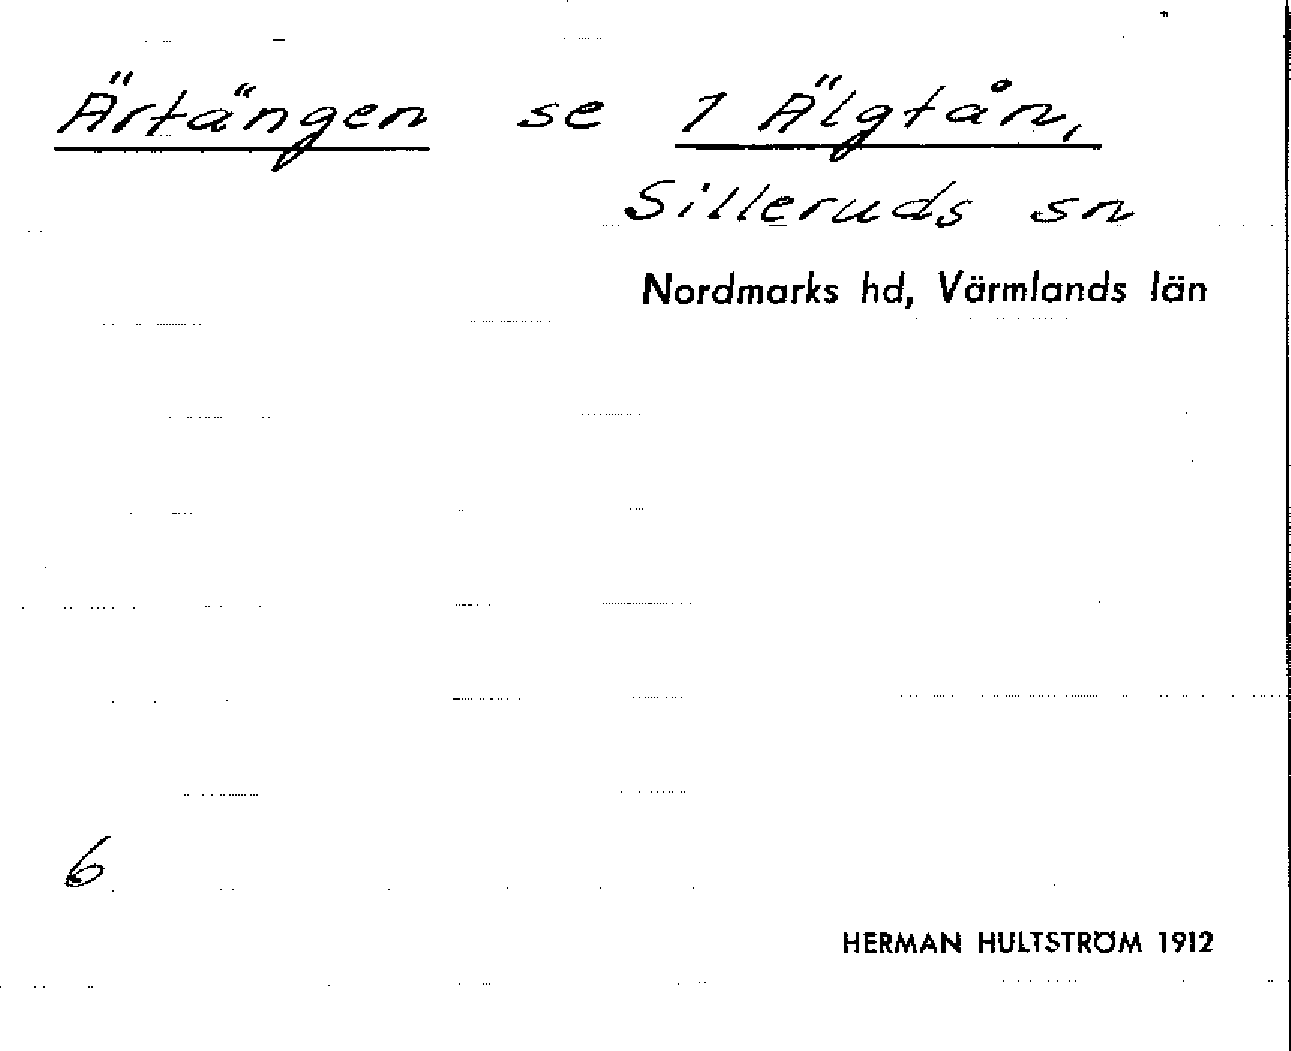 Ärtängen se 1 Älgtån,
Silleruds sn
Nordmarks hd, Värmlands län
6
HERMAN HULTSTRÖM 1912